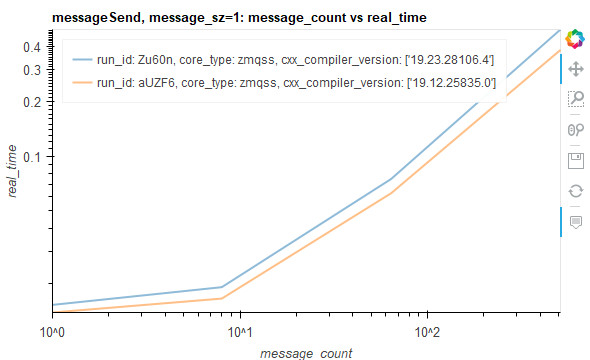 messageSend, message_sz=1: message_count vs real_time
run_id: Zu60n, core_type: zmqss, cxx_compiler_version: ['19.23.28106.4']
run_id: aUZF6, core_type: zmqss, cxx_compiler_version: ['19.12.25835.0']
0.4
0.3
0.2
0.1
real_time
10^0
10^1
10^2
message_count